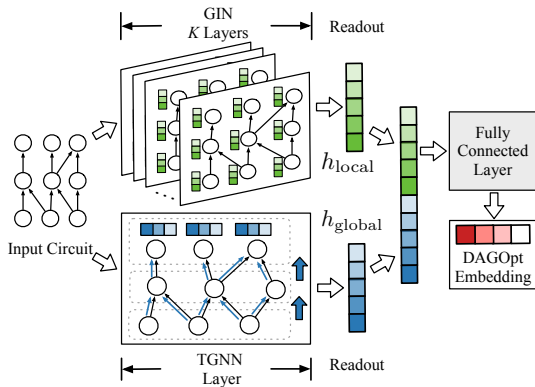 GIN
K Layers
Readout
h_local
Fully
Connected
Layer
Input Circuit
h_global
DAGOpt
Embedding
TGNN
Layer
Readout